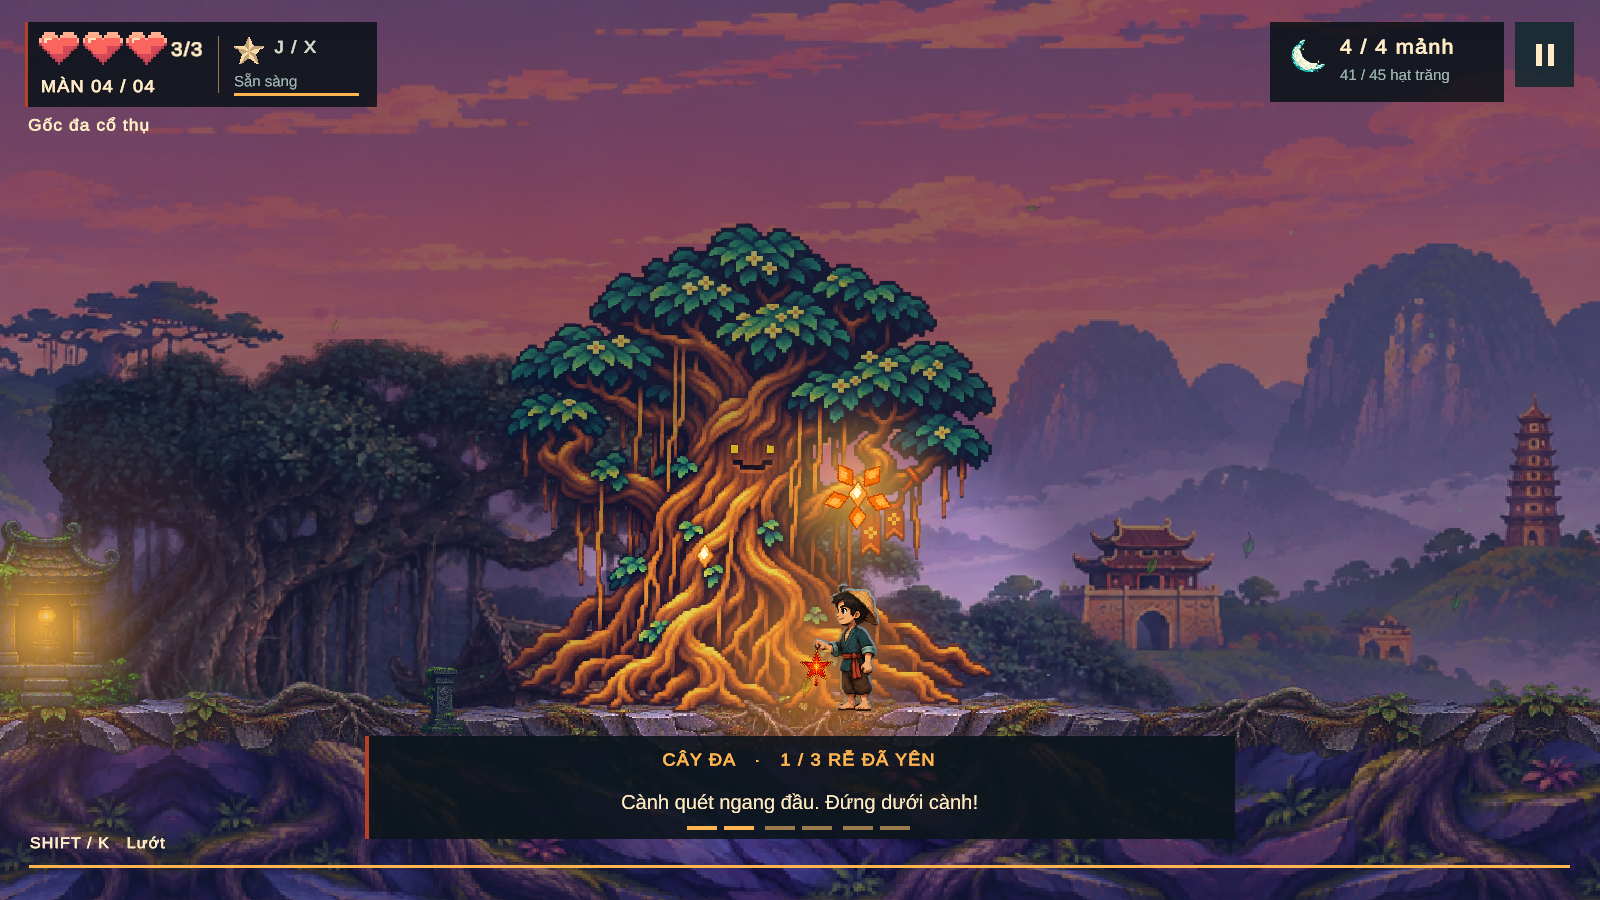 3/3
J / X
Sẵn sàng
MÀN 04 / 04
Gốc đa cổ thụ
4 / 4 mảnh
41 / 45 hạt trăng
CÂY ĐA · 1 / 3 RỄ ĐÃ YÊN
Cành quét ngang đầu. Đứng dưới cành!
SHIFT / K Lướt